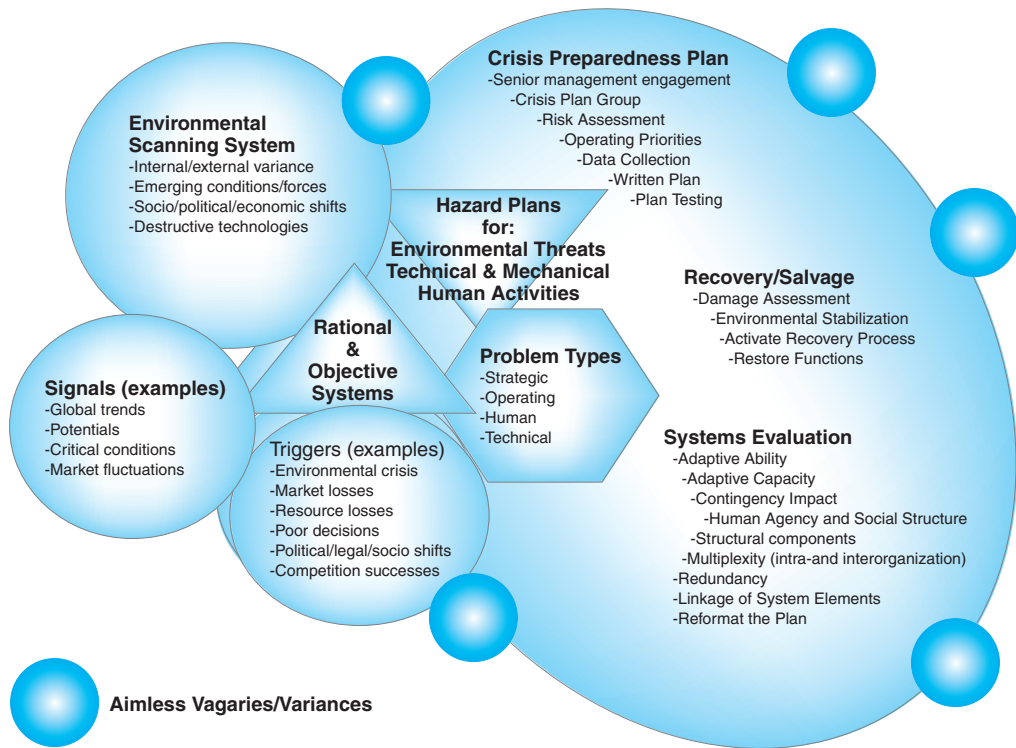 Environmental
Scanning System
-Internal/external variance
-Emerging conditions/forces
-Socio/political/economic shifts
-Destructive technologies
Crisis Preparedness Plan
-Senior management engagement
-Crisis Plan Group
-Risk Assessment
-Operating Priorities
-Data Collection
-Written Plan
-Plan Testing
Hazard Plans
for:
Environmental Threats
Technical & Mechanical
Human Activities
Recovery/Salvage
-Damage Assessment
-Environmental Stabilization
-Activate Recovery Process
-Restore Functions
Rational
&
Objective
Systems
Problem Types
-Strategic
-Operating
-Human
-Technical
Signals (examples)
-Global trends
-Potentials
-Critical conditions
-Market fluctuations
Triggers (examples)
-Environmental crisis
-Market losses
-Resource losses
-Poor decisions
-Political/legal/socio shifts
-Competition successes
Systems Evaluation
-Adaptive Ability
-Adaptive Capacity
-Contingency Impact
-Human Agency and Social Structure
-Structural components
-Multiplexity (intra-and interorganization)
-Redundancy
-Linkage of System Elements
-Reformat the Plan
Aimless Vagaries/Variances